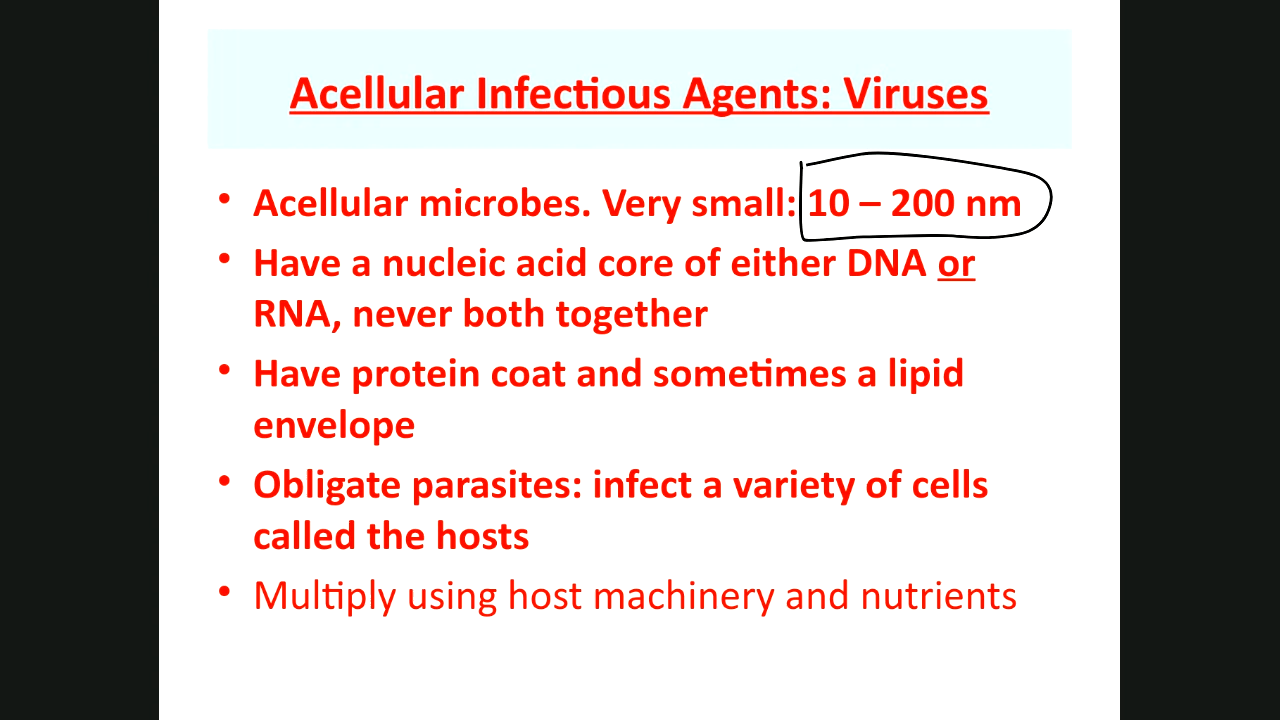 Acellular Infectious Agents: Viruses
• Acellular microbes. Very small: 10 – 200 nm
• Have a nucleic acid core of either DNA or
RNA, never both together
• Have protein coat and sometimes a lipid
envelope
• Obligate parasites: infect a variety of cells
called the hosts
• Multiply using host machinery and nutrients